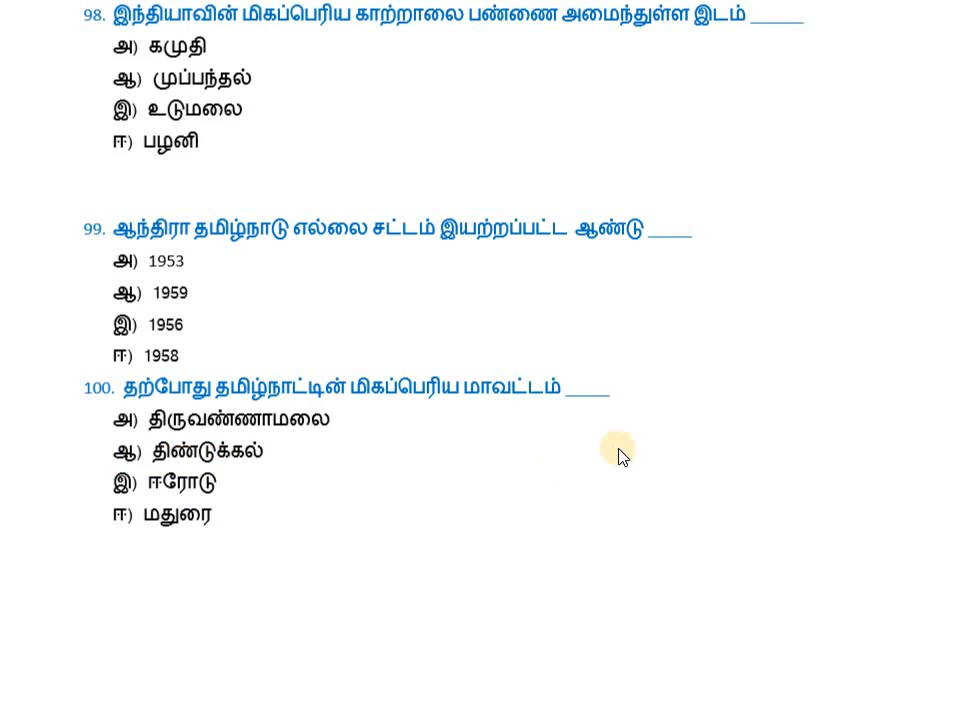 98. இந்தியாவின் மிகப்பெரிய காற்றாலை பண்ணை அமைந்துள்ள இடம் ______
அ) கமுதி
ஆ) முப்பந்தல்
இ) உடுமலை
ஈ) பழனி
99. ஆந்திரா தமிழ்நாடு எல்லை சட்டம் இயற்றப்பட்ட ஆண்டு _____
அ) 1953
ஆ) 1959
இ) 1956
ஈ) 1958
100. தற்போது தமிழ்நாட்டின் மிகப்பெரிய மாவட்டம் _____
அ) திருவண்ணாமலை
ஆ) திண்டுக்கல்
இ) ஈரோடு
ஈ) மதுரை